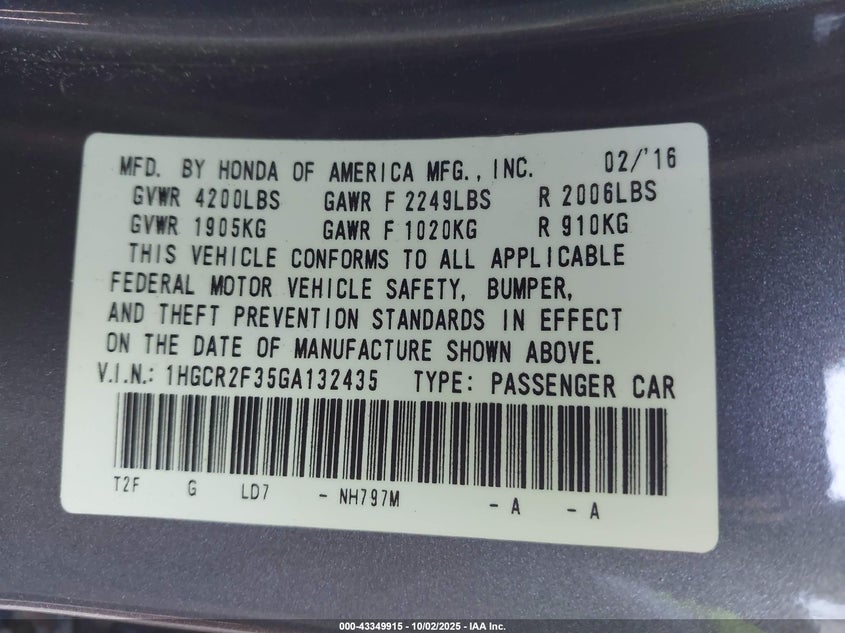 MFD. BY HONDA OF AMERICA MFG., INC. 02/'16
GVWR 4200LBS GAWR F 2249LBS R 2006LBS
GVWR 1905KG GAWR F 1020KG R 910KG
THIS VEHICLE CONFORMS TO ALL APPLICABLE
FEDERAL MOTOR VEHICLE SAFETY, BUMPER,
AND THEFT PREVENTION STANDARDS IN EFFECT
ON THE DATE OF MANUFACTURE SHOWN ABOVE.
V.I.N.: 1HGCR2F35GA132435 TYPE: PASSENGER CAR
T2F G LD7 - NH797M - A - A
000-43349915 - 10/02/2025 - IAA Inc.